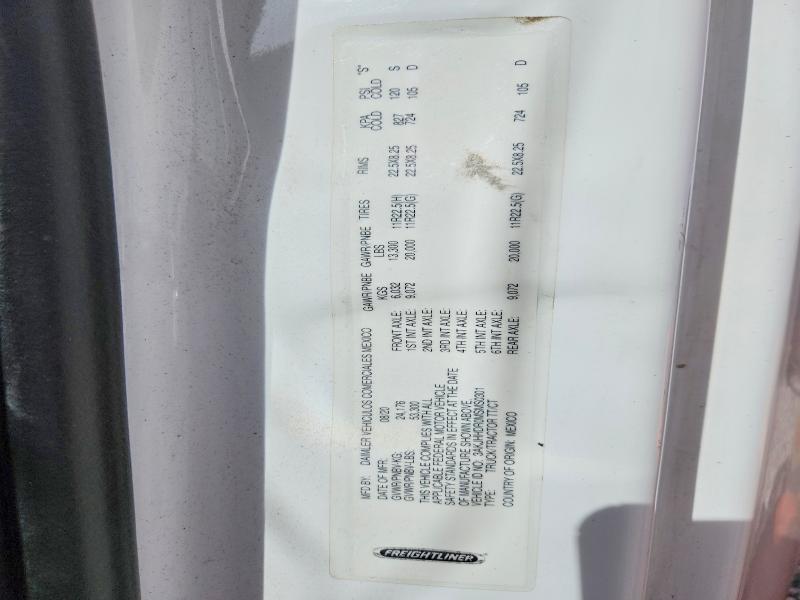 FREIGHTLINER
MFD BY: DAIMLER VEHICULOS COMERCIALES MEXICO
DATE OF MFR: 08/20
GVWR/PNBV-KG: 24,176
GVWR/PNBV-LBS: 53,300
THIS VEHICLE COMPLIES WITH ALL
APPLICABLE FEDERAL MOTOR VEHICLE
SAFETY STANDARDS IN EFFECT AT THE DATE
OF MANUFACTURE SHOWN ABOVE.
VEHICLE ID NO.:
TYPE: TRUCK/TRACTOR TT/CT
COUNTRY OF ORIGIN: MEXICO
GAWR/PNBE KGS GAWR/PNBE LBS TIRES RIMS KPA COLD PSI COLD "S"
FRONT AXLE: 6,032 13,300 11R22.5(H) 22.5X8.25 827 120 S
1ST INT AXLE: 9,072 20,000 11R22.5(G) 22.5X8.25 724 105 D
2ND INT AXLE:
3RD INT AXLE:
4TH INT AXLE:
5TH INT AXLE:
6TH INT AXLE:
REAR AXLE: 9,072 20,000 11R22.5(G) 22.5X8.25 724 105 D